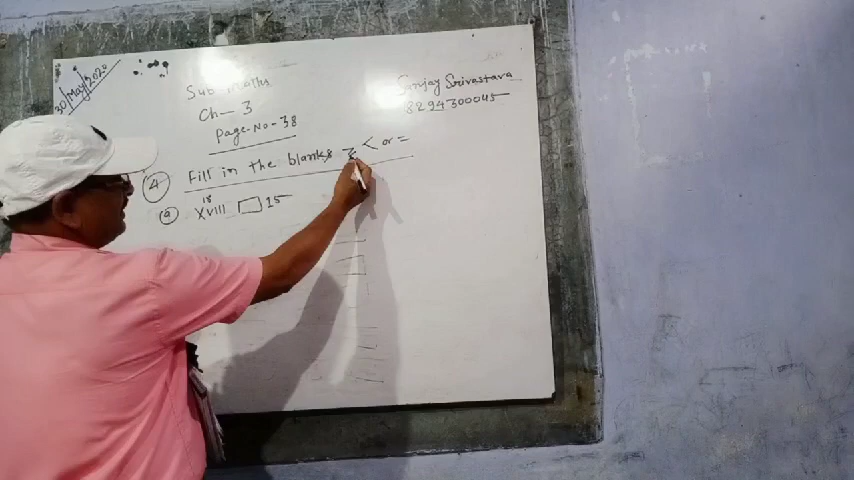 30/May/2020
Sub Maths
Ch-3
Page-No-38
Sanjay Srivastava
8294300045
④ Fill in the blanks > < or =
ⓐ XVIII □ 15
18